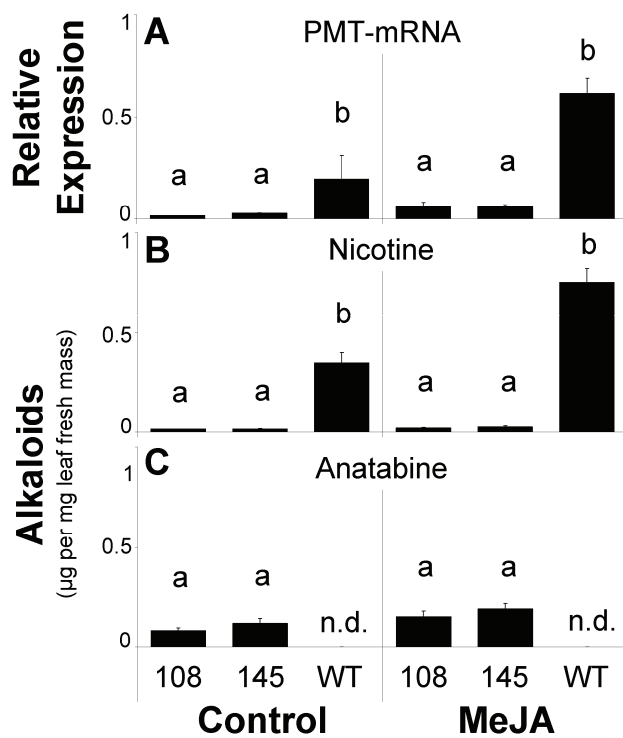 A
PMT-mRNA
Relative
Expression
1
0.5
0
a
a
b
a
a
b
B
Nicotine
1
0.5
0
a
a
b
a
a
b
Alkaloids
(µg per mg leaf fresh mass)
C
Anatabine
1
0.5
0
a
a
n.d.
a
a
n.d.
108 145 WT 108 145 WT
Control MeJA